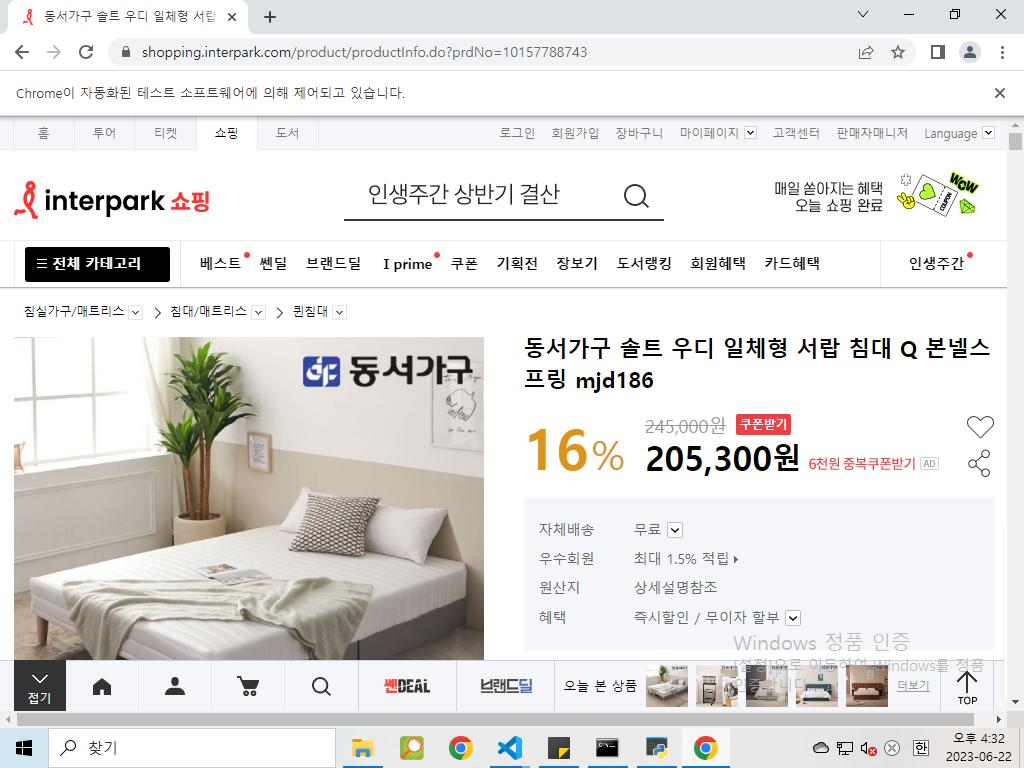 동서가구 솔트 우디 일체형 서랍
shopping.interpark.com/product/productInfo.do?prdNo=10157788743
Chrome이 자동화된 테스트 소프트웨어에 의해 제어되고 있습니다.
홈 투어 티켓 쇼핑 도서 로그인 회원가입 장바구니 마이페이지 고객센터 판매자매니저 Language
interpark 쇼핑
인생주간 상반기 결산
매일 쏟아지는 혜택
오늘 쇼핑 완료
WOW
COUPON
전체 카테고리 베스트 쎈딜 브랜드딜 I prime 쿠폰 기획전 장보기 도서랭킹 회원혜택 카드혜택 인생주간
침실가구/매트리스 침대/매트리스 퀸침대
동서가구
동서가구 솔트 우디 일체형 서랍 침대 Q 본넬스
프링 mjd186
245,000원 쿠폰받기
16% 205,300원 6천원 중복쿠폰받기 AD
자체배송 무료
우수회원 최대 1.5% 적립
원산지 상세설명참조
혜택 즉시할인 / 무이자 할부
Windows 정품 인증
[설정]으로 이동하여 Windows를 정품
인증합니다.
접기 쎈DEAL 브랜드딜 오늘 본 상품 더보기 TOP
찾기
한
오후 4:32
2023-06-22